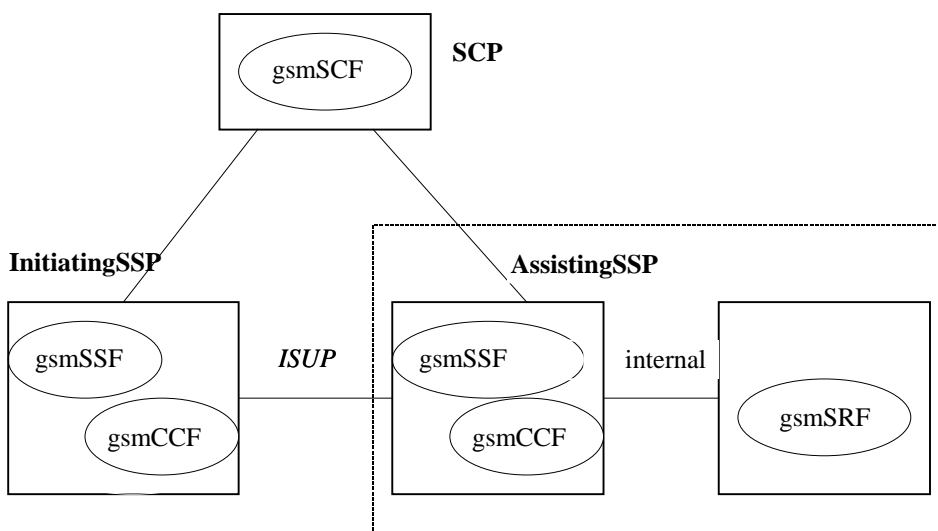 SCP
gsmSCF
InitiatingSSP
AssistingSSP
gsmSSF
ISUP
gsmSSF
internal
gsmCCF
gsmCCF
gsmSRF